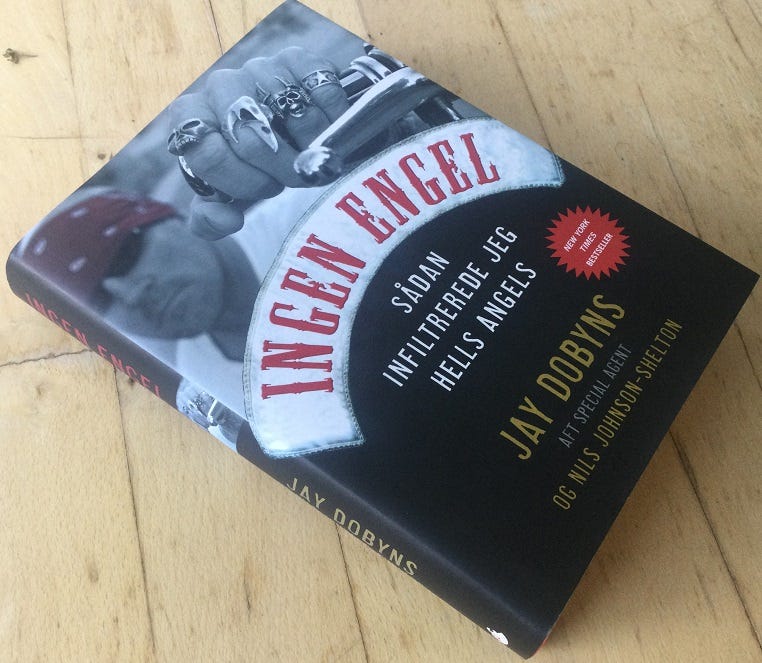 INGEN ENGEL
SÅDAN
INFILTREREDE JEG
HELLS ANGELS
NEW YORK
TIMES
BESTSELLER
JAY DOBYNS
AFT SPECIAL AGENT
OG NILS JOHNSON-SHELTON
INGEN ENGEL
JAY DOBYNS